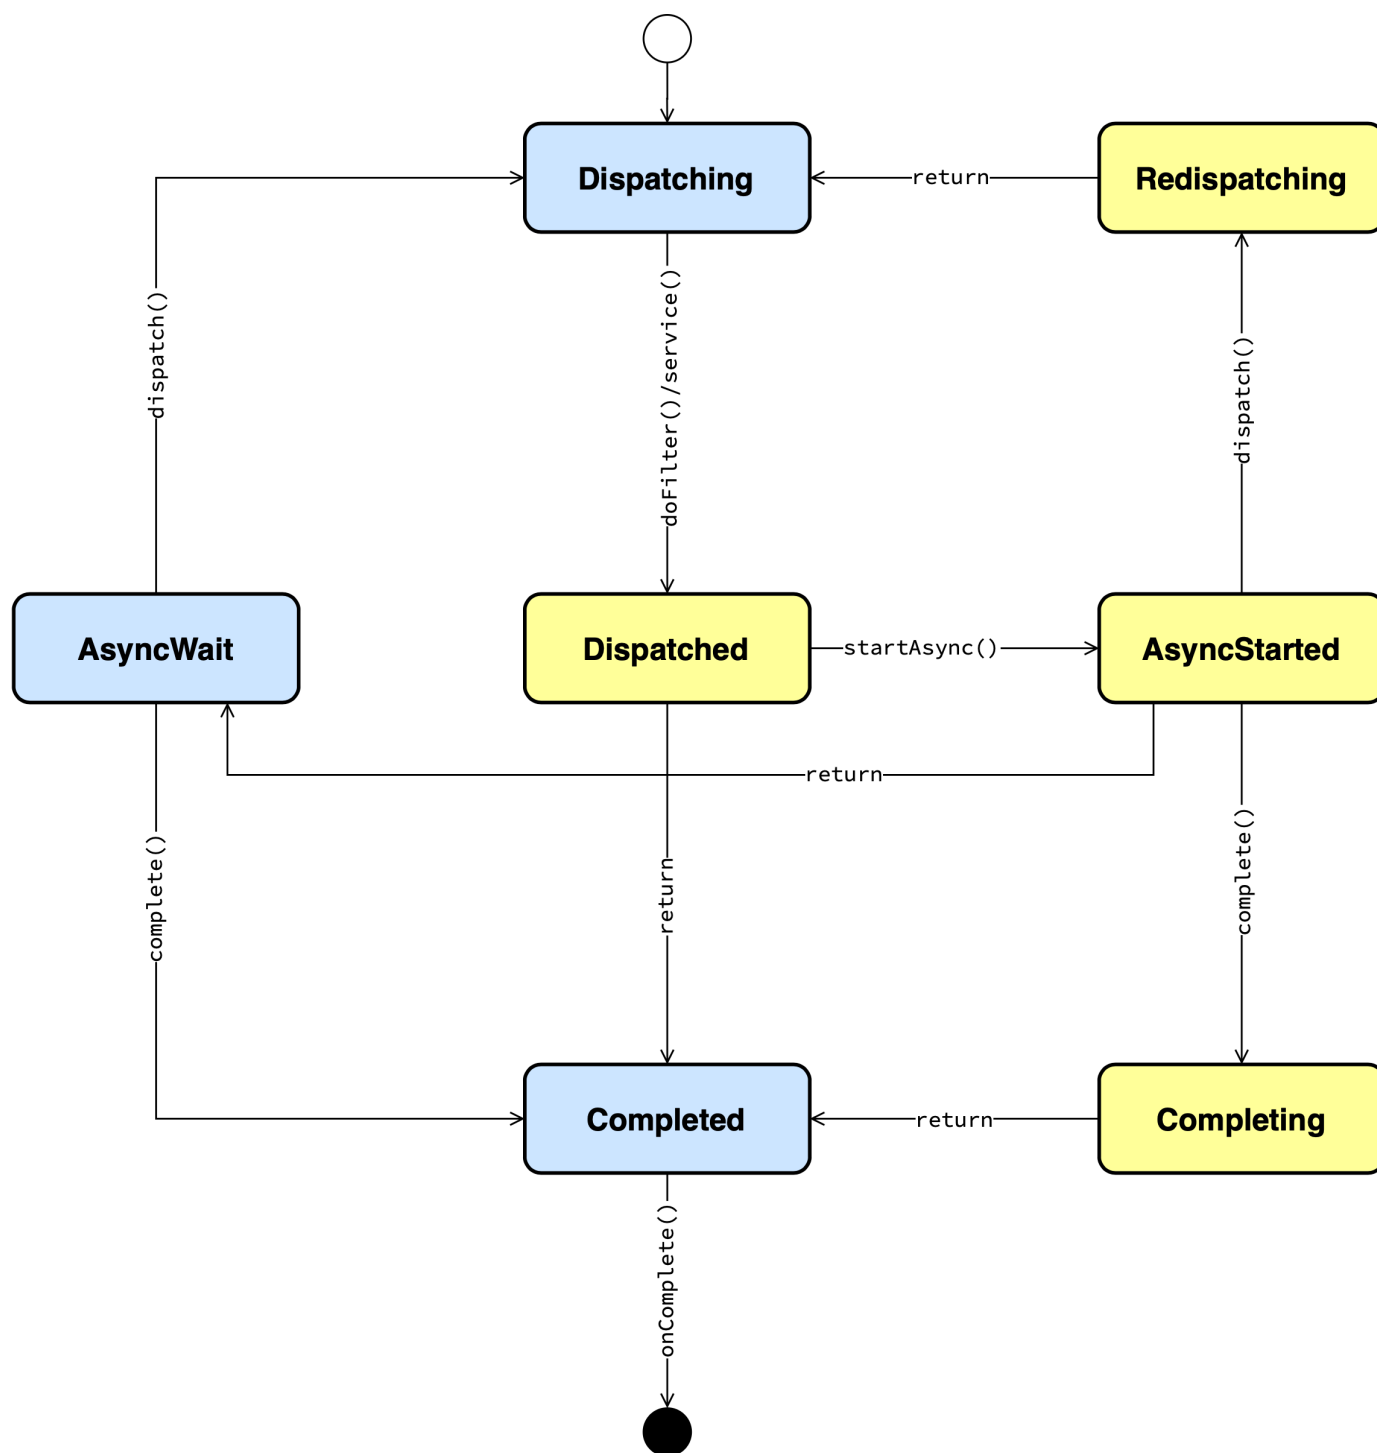 Dispatching
return
Redispatching
dispatch()
doFilter()/service()
dispatch()
AsyncWait
Dispatched
startAsync()
AsyncStarted
return
complete()
return
complete()
Completed
return
Completing
onComplete()